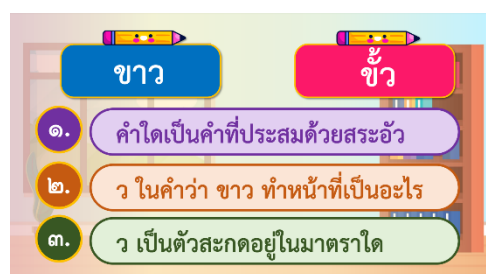 ขาว
ขั้ว
๑. คำใดเป็นคำที่ประสมด้วยสระอัว
๒. ว ในคำว่า ขาว ทำหน้าที่เป็นอะไร
๓. ว เป็นตัวสะกดอยู่ในมาตราใด